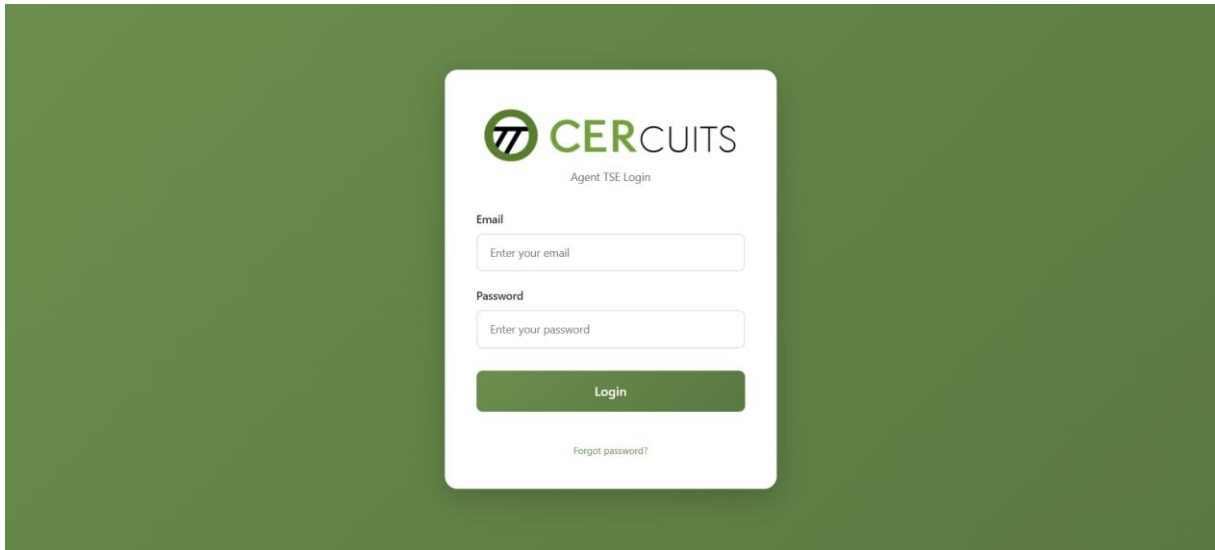 CERCUITS
Agent TSE Login
Email
Enter your email
Password
Enter your password
Login
Forgot password?